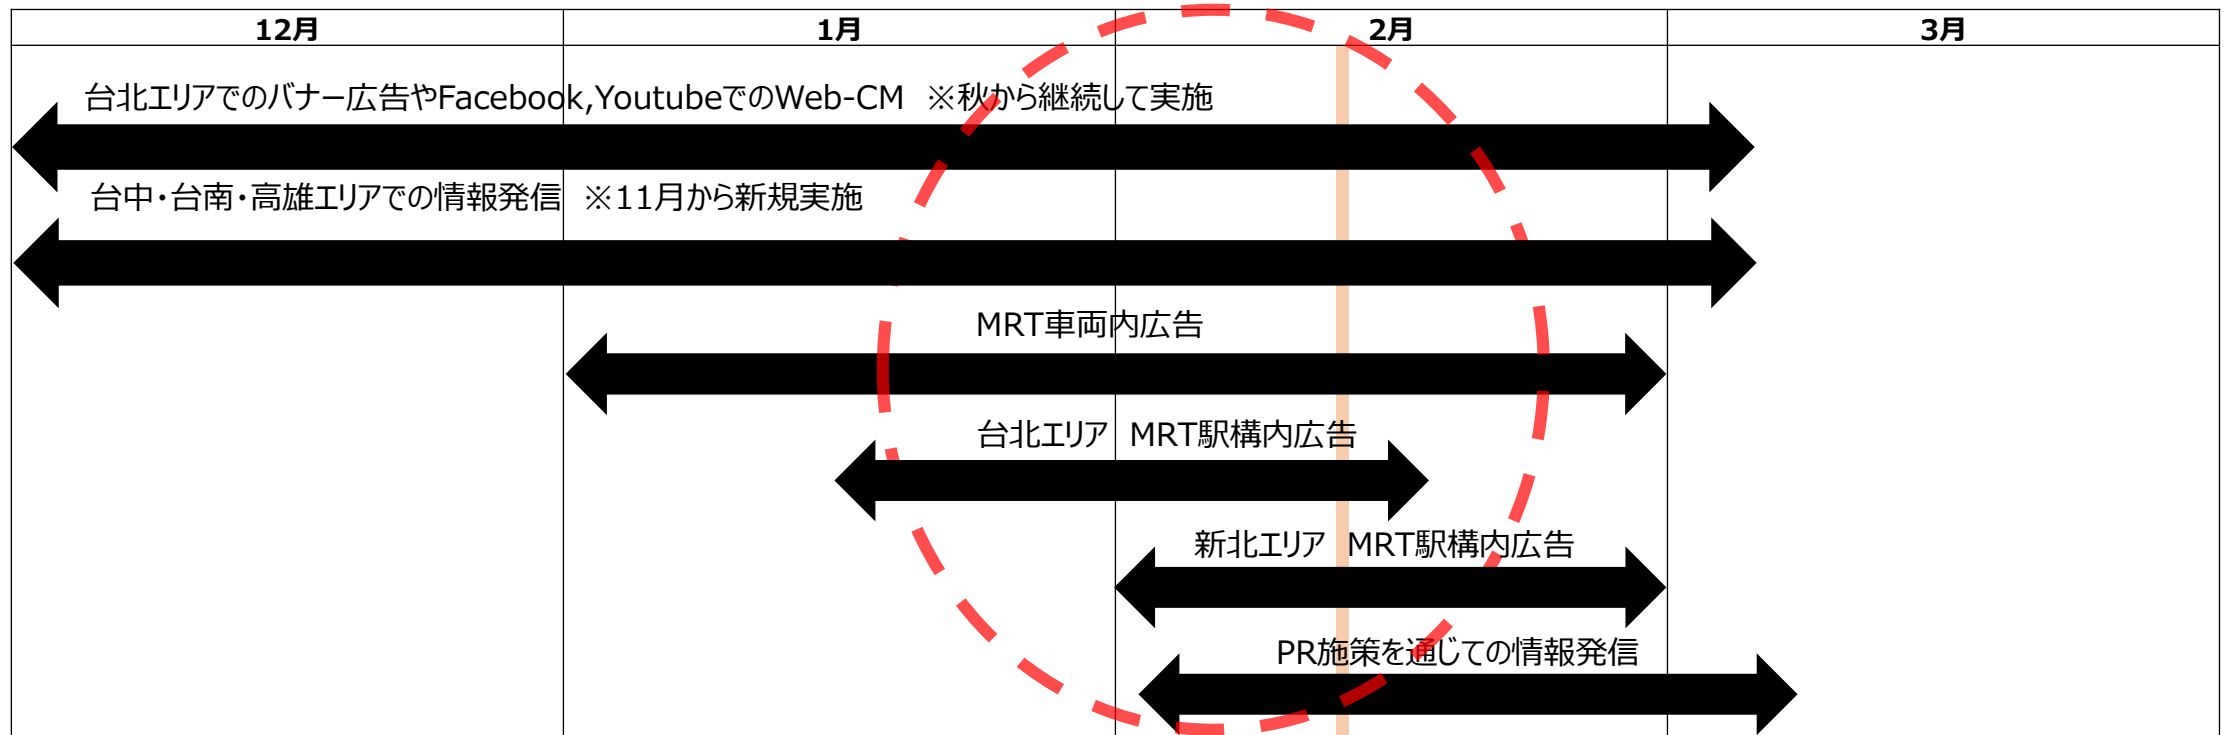 12月 1月 2月 3月
台北エリアでのバナー広告やFacebook,YoutubeでのWeb-CM　※秋から継続して実施
台中・台南・高雄エリアでの情報発信　※11月から新規実施
MRT車両内広告
台北エリア　MRT駅構内広告
新北エリア　MRT駅構内広告
PR施策を通じての情報発信